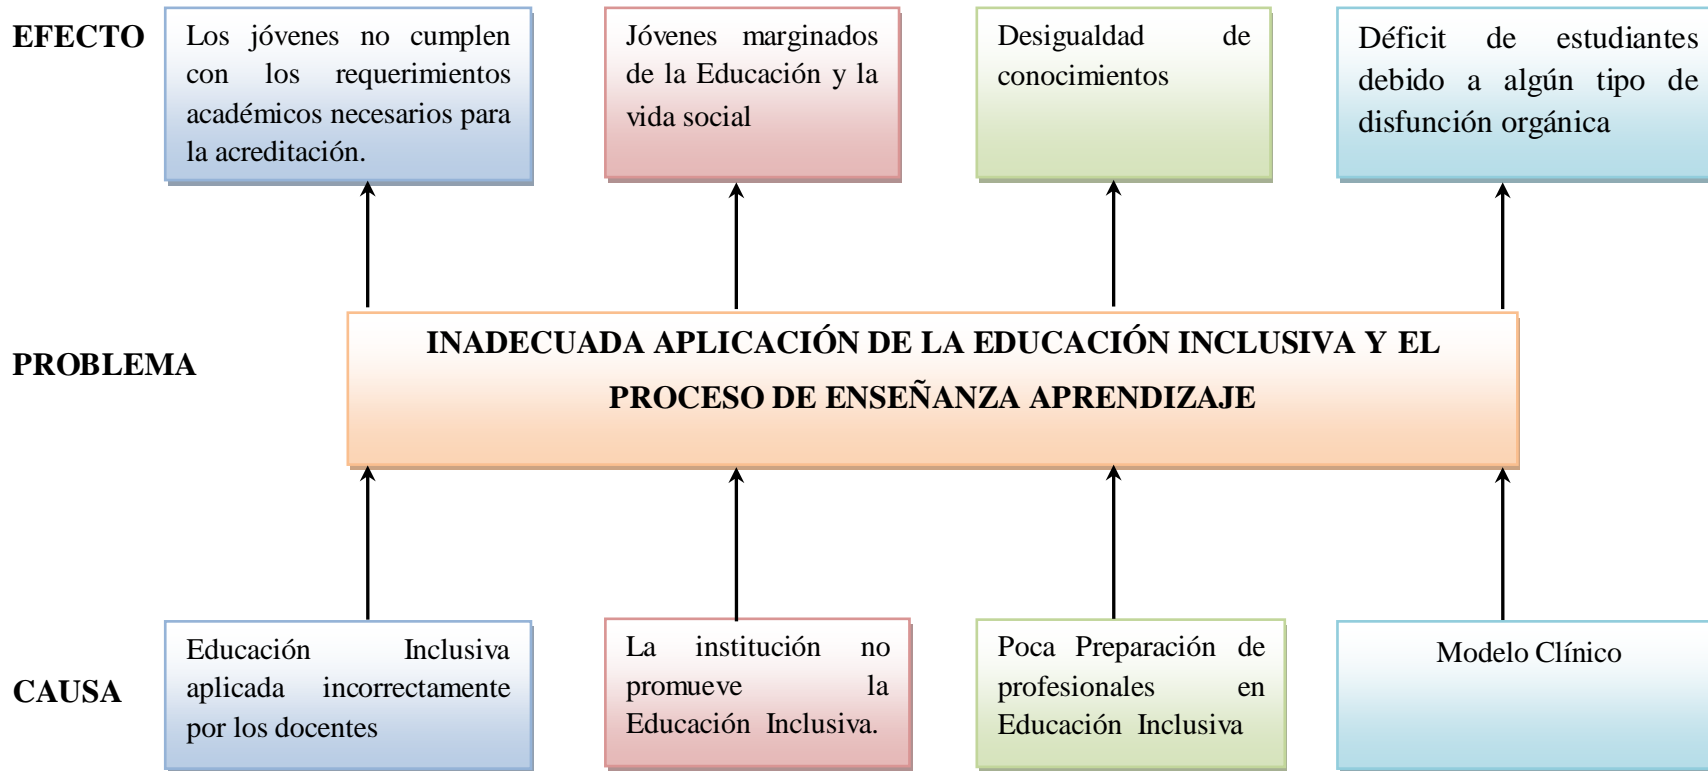 EFECTO
Los jóvenes no cumplen
con los requerimientos
académicos necesarios para
la acreditación.
Jóvenes marginados
de la Educación y la
vida social
Desigualdad de
conocimientos
Déficit de estudiantes
debido a algún tipo de
disfunción orgánica
PROBLEMA
INADECUADA APLICACIÓN DE LA EDUCACIÓN INCLUSIVA Y EL
PROCESO DE ENSEÑANZA APRENDIZAJE
CAUSA
Educación Inclusiva
aplicada incorrectamente
por los docentes
La institución no
promueve la
Educación Inclusiva.
Poca Preparación de
profesionales en
Educación Inclusiva
Modelo Clínico